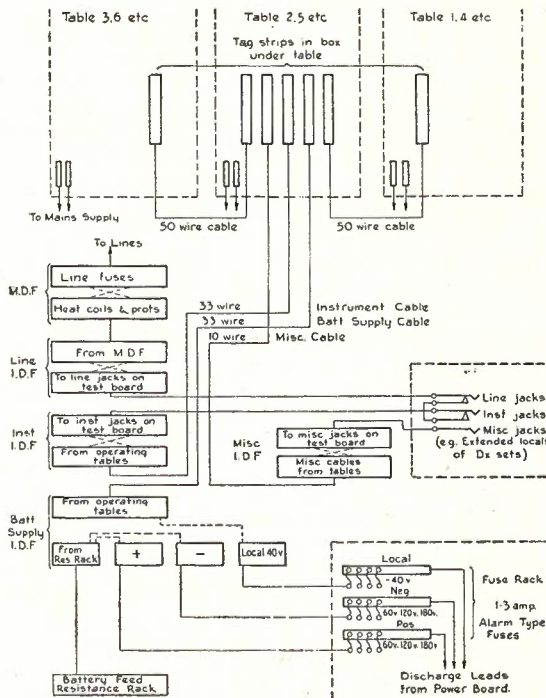 Table 3,6 etc
Table 2,5 etc
Table 1,4 etc
Tag strips in box
under table
To Mains Supply
50 wire cable
50 wire cable
To Lines
M.D.F
Line fuses
Heat coils & prots
33 wire
Instrument Cable
33 wire
Batt Supply Cable
10 wire
Misc. Cable
Line
I.D.F
From M D F
To line jacks on
test board
Inst
I.D.F
To inst jacks on
test board
From operating
tables
Misc
I.D.F
To misc jacks on
test board
Misc cables
from tables
Line jacks
Inst jacks
Misc jacks
(e.g. Extended locals
of Dx sets)
Batt
Supply
I.D.F
From operating
tables
From
Res Rack
+
−
Local 40v
Local
-40v
Neg
60v. 120v. 180v.
Pos
60v. 120v. 180v
Fuse Rack
1-3 amp.
Alarm Type
Fuses
Discharge Leads
from Power Board.
Battery Feed
Resistance Rack